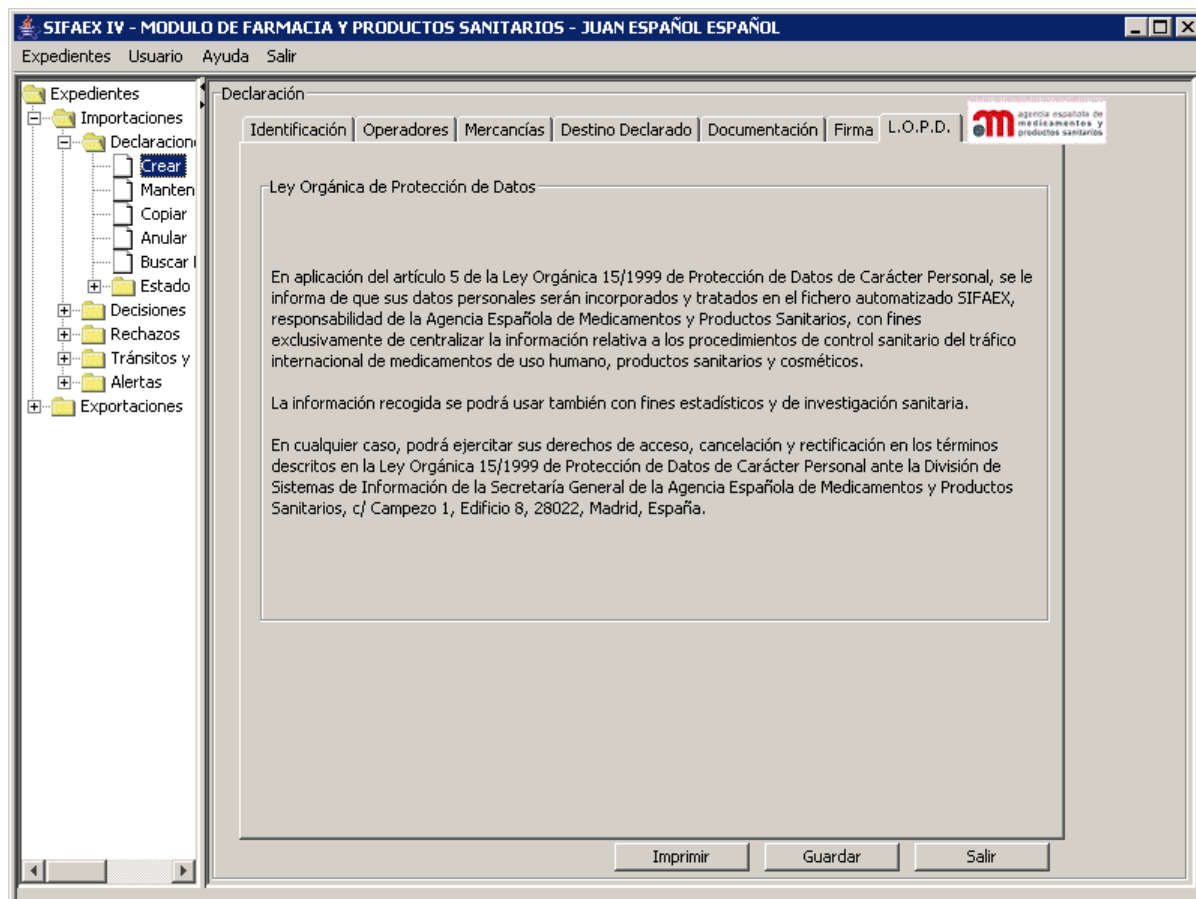 SIFAEX IV - MODULO DE FARMACIA Y PRODUCTOS SANITARIOS - JUAN ESPAÑOL ESPAÑOL
Expedientes Usuario Ayuda Salir
Expedientes
Importaciones
Declaracion
Crear
Manten
Copiar
Anular
Buscar
Estado
Decisiones
Rechazos
Tránsitos y
Alertas
Exportaciones
Declaración
Identificación Operadores Mercancías Destino Declarado Documentación Firma L.O.P.D.
agencia española de
medicamentos y
productos sanitarios
Ley Orgánica de Protección de Datos
En aplicación del artículo 5 de la Ley Orgánica 15/1999 de Protección de Datos de Carácter Personal, se le
informa de que sus datos personales serán incorporados y tratados en el fichero automatizado SIFAEX,
responsabilidad de la Agencia Española de Medicamentos y Productos Sanitarios, con fines
exclusivamente de centralizar la información relativa a los procedimientos de control sanitario del tráfico
internacional de medicamentos de uso humano, productos sanitarios y cosméticos.
La información recogida se podrá usar también con fines estadísticos y de investigación sanitaria.
En cualquier caso, podrá ejercitar sus derechos de acceso, cancelación y rectificación en los términos
descritos en la Ley Orgánica 15/1999 de Protección de Datos de Carácter Personal ante la División de
Sistemas de Información de la Secretaría General de la Agencia Española de Medicamentos y Productos
Sanitarios, c/ Campezo 1, Edificio 8, 28022, Madrid, España.
Imprimir Guardar Salir